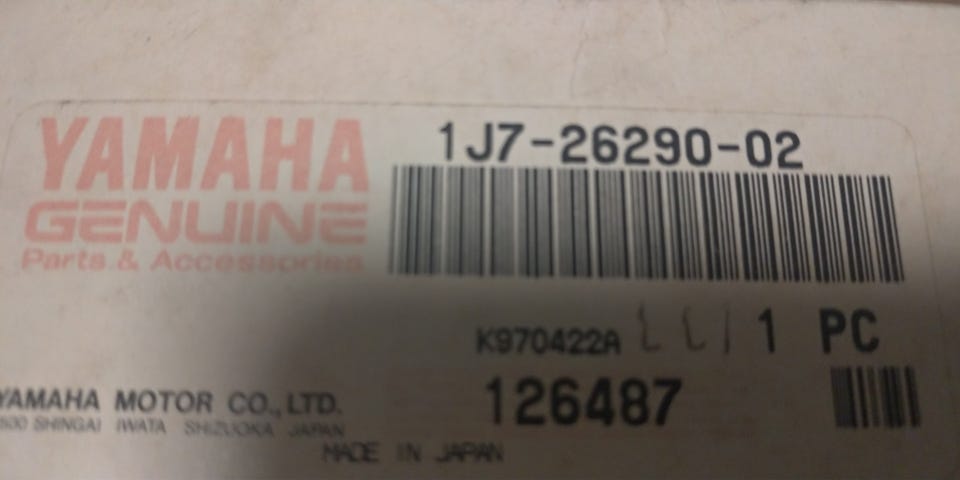 YAMAHA
GENUINE
Parts & Accessories
1J7-26290-02
K970422A
1 PC
126487
YAMAHA MOTOR CO., LTD.
SHINGAI IWATA SHIZUOKA JAPAN
MADE IN JAPAN